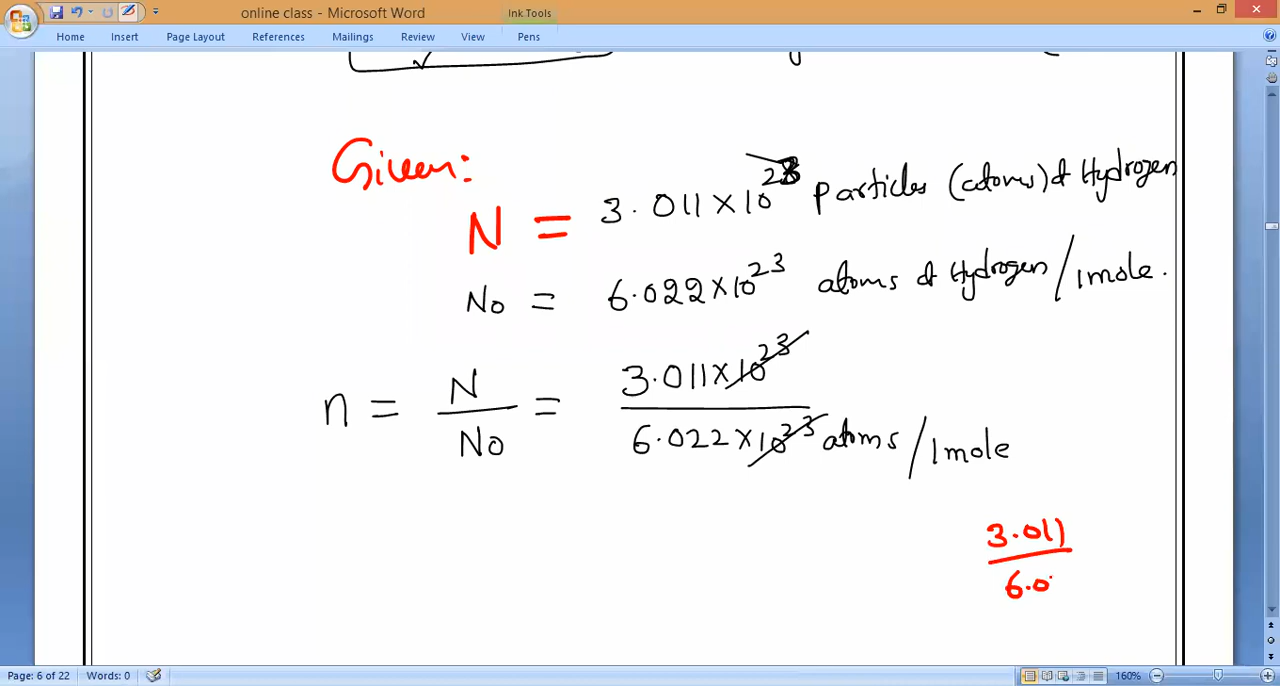 online class - Microsoft Word
Ink Tools
Home Insert Page Layout References Mailings Review View Pens
Given:
N = 3.011 × 10^23 particles (atoms) of Hydrogen
No = 6.022 × 10^23 atoms of Hydrogen / 1 mole.
n = N / No = 3.011 × 10^23 / 6.022 × 10^23 atoms / 1 mole
3.011
6.0
Page: 6 of 22 Words: 0 160%